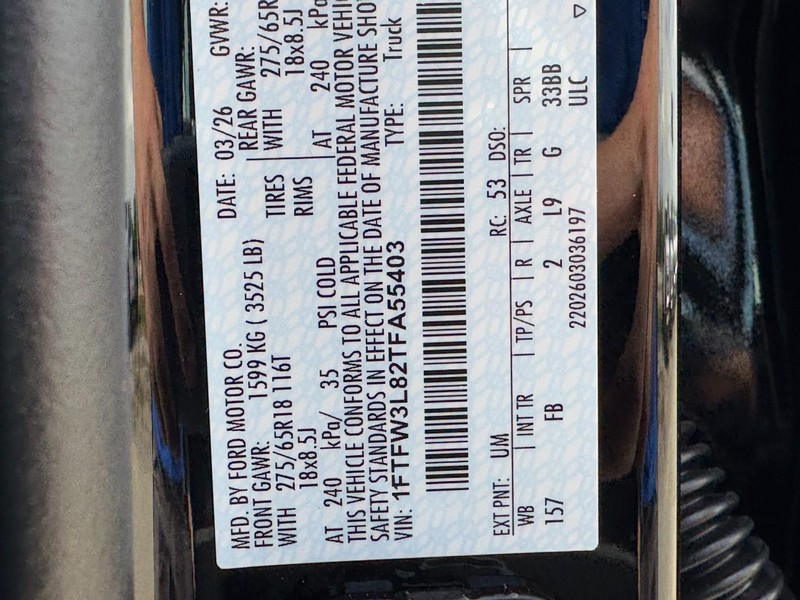 MFD. BY FORD MOTOR CO.
DATE: 03/26 GVWR:
FRONT GAWR: 1599 KG ( 3525 LB)
REAR GAWR:
WITH 275/65R18 116T TIRES WITH 275/65R
18x8.5J RIMS 18x8.5J
AT 240 kPa/ 35 PSI COLD AT 240 kPa
THIS VEHICLE CONFORMS TO ALL APPLICABLE FEDERAL MOTOR VEHIC
SAFETY STANDARDS IN EFFECT ON THE DATE OF MANUFACTURE SHO
VIN: 1FTFW3L82TFA55403 TYPE: Truck
EXT PNT: UM RC: 53 DSO:
WB | INT TR | TP/PS | R | AXLE | TR | SPR |
157 FB 2 L9 G 33BB
2202603036197 ULC